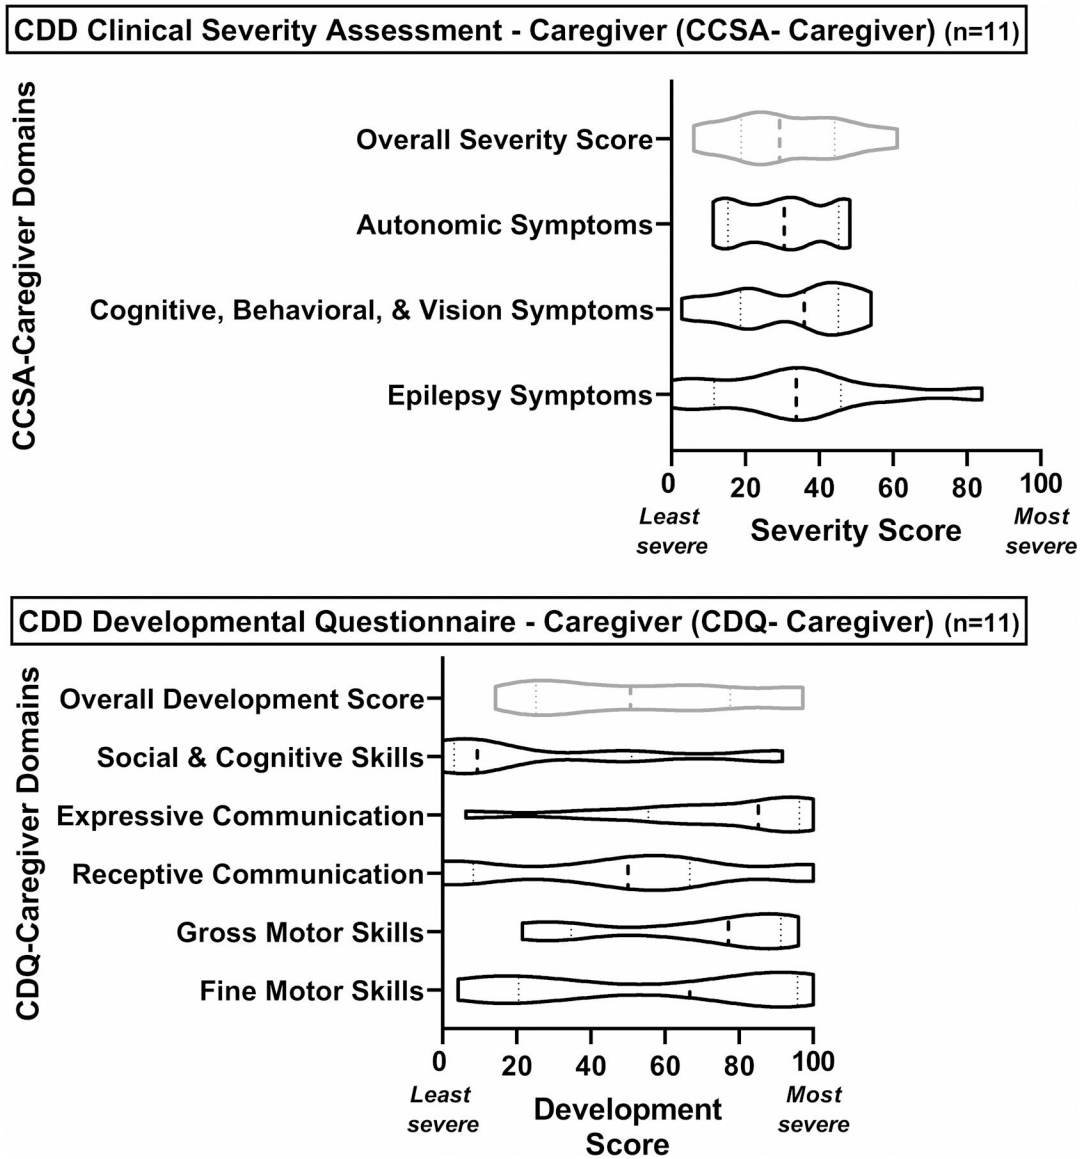 CDD Clinical Severity Assessment - Caregiver (CCSA- Caregiver) (n=11)
CCSA-Caregiver Domains
Overall Severity Score
Autonomic Symptoms
Cognitive, Behavioral, & Vision Symptoms
Epilepsy Symptoms
0 20 40 60 80 100
Least severe
Severity Score
Most severe
CDD Developmental Questionnaire - Caregiver (CDQ- Caregiver) (n=11)
CDQ-Caregiver Domains
Overall Development Score
Social & Cognitive Skills
Expressive Communication
Receptive Communication
Gross Motor Skills
Fine Motor Skills
0 20 40 60 80 100
Least severe
Development
Score
Most severe